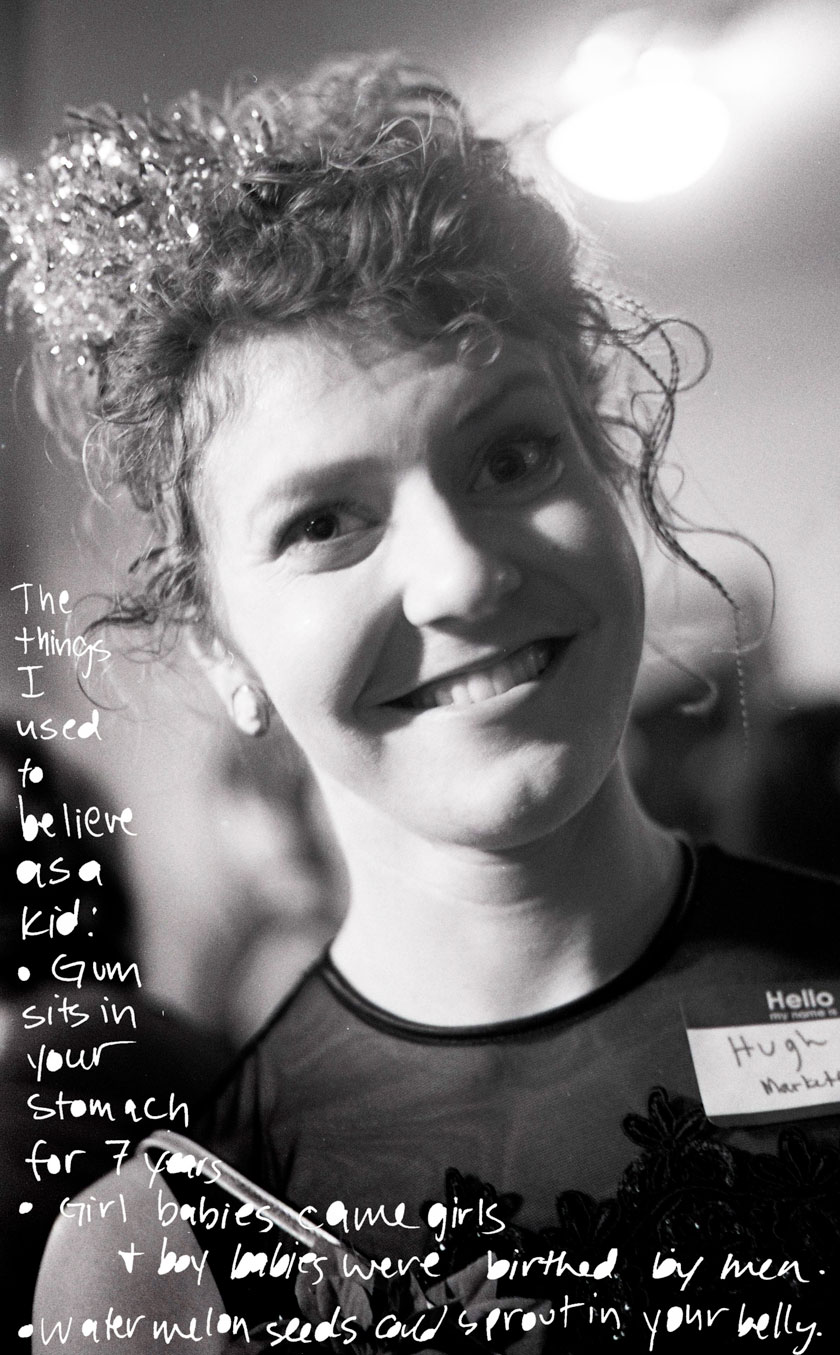 The
things
I
used
to
believe
as a
kid:
• Gum
sits in
your
stomach
for 7 years
• Girl babies came girls
+ boy babies were birthed by men.
• Watermelon seeds could sprout in your belly.
Hello
my name is
Hugh